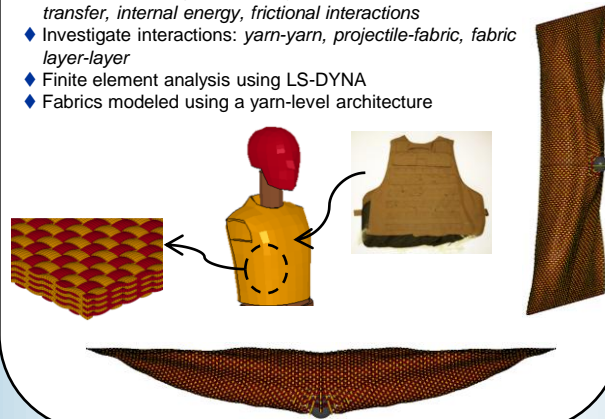 transfer, internal energy, frictional interactions
♦ Investigate interactions: yarn-yarn, projectile-fabric, fabric
layer-layer
♦ Finite element analysis using LS-DYNA
♦ Fabrics modeled using a yarn-level architecture